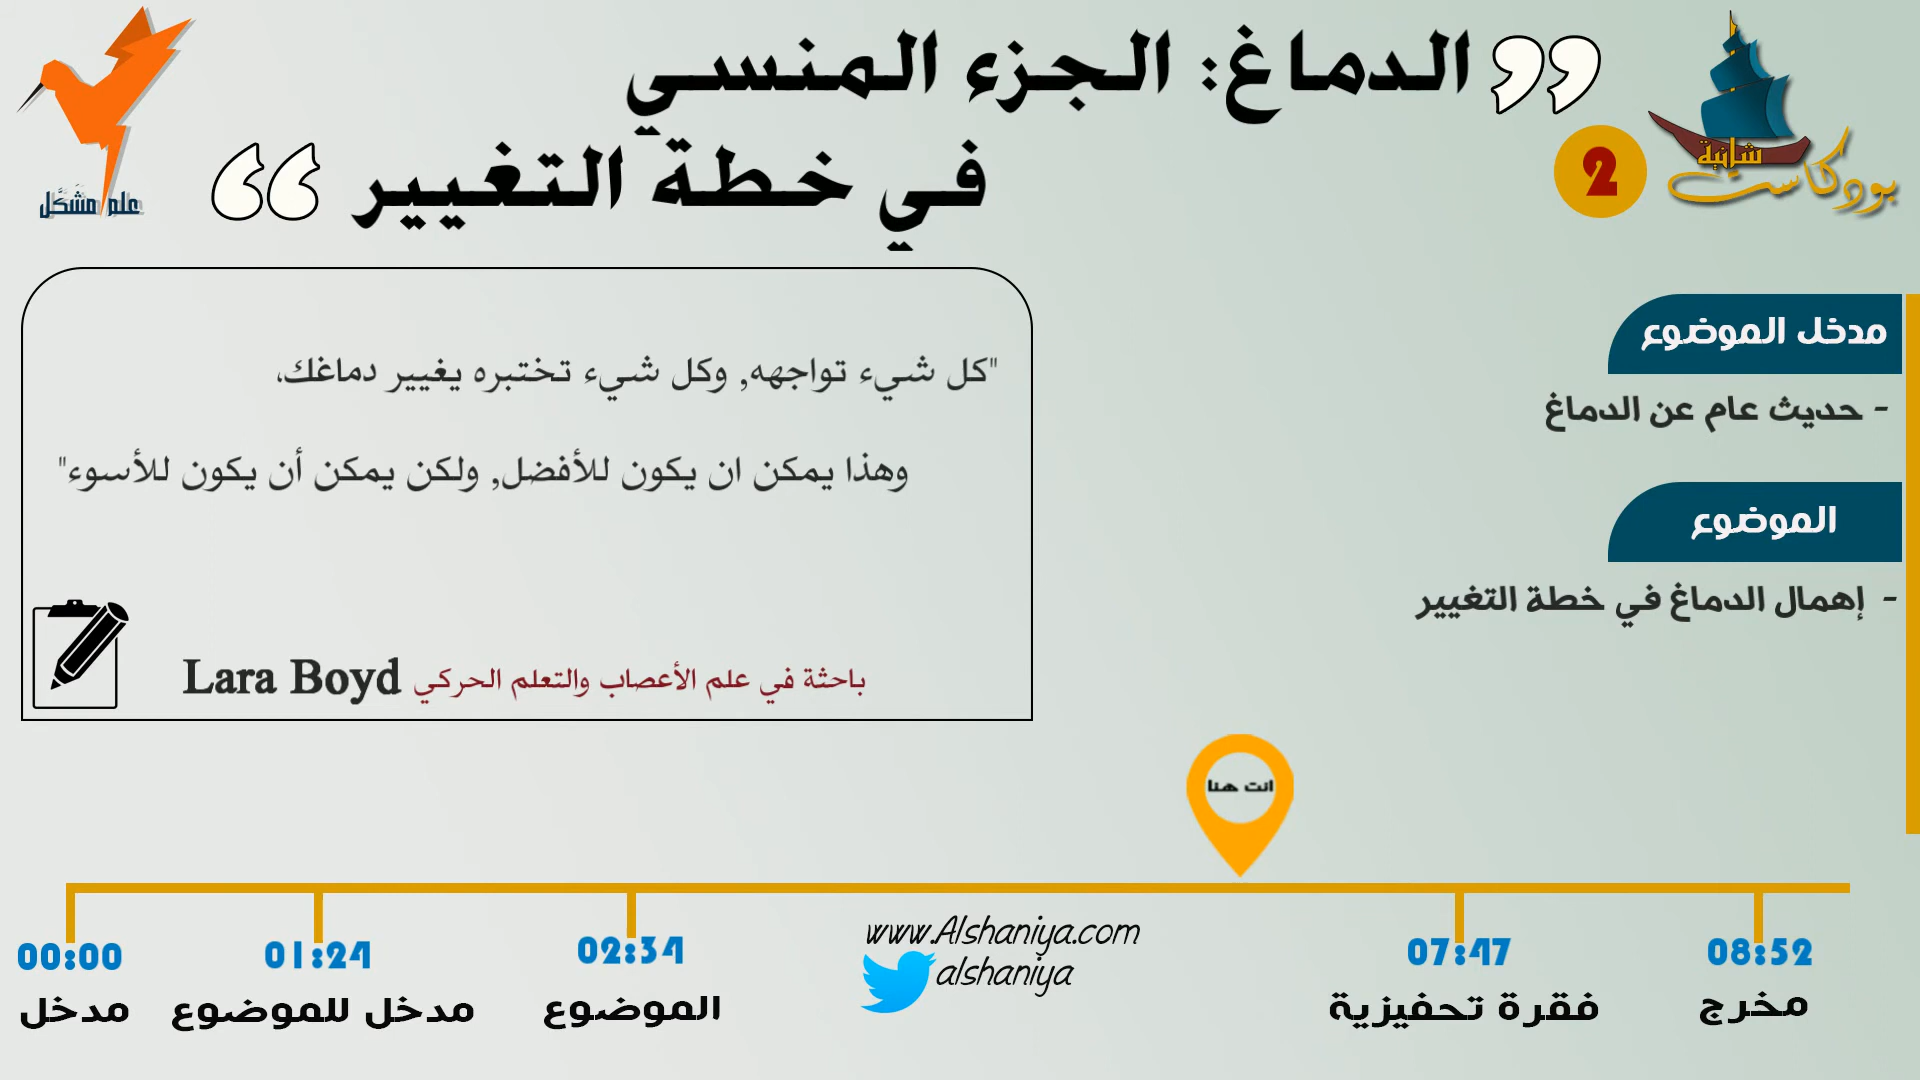 الدماغ: الجزء المنسي
في خطة التغيير
علم مشكَّل
بودكاست شانية
2
مدخل الموضوع
- حديث عام عن الدماغ
الموضوع
- إهمال الدماغ في خطة التغيير
"كل شيء تواجهه, وكل شيء تختبره يغيير دماغك،
وهذا يمكن ان يكون للأفضل, ولكن يمكن أن يكون للأسوء"
باحثة في علم الأعصاب والتعلم الحركي Lara Boyd
انت هنا
00:00
مدخل
01:24
مدخل للموضوع
02:34
الموضوع
www.Alshaniya.com
alshaniya
07:47
فقرة تحفيزية
08:52
مخرج